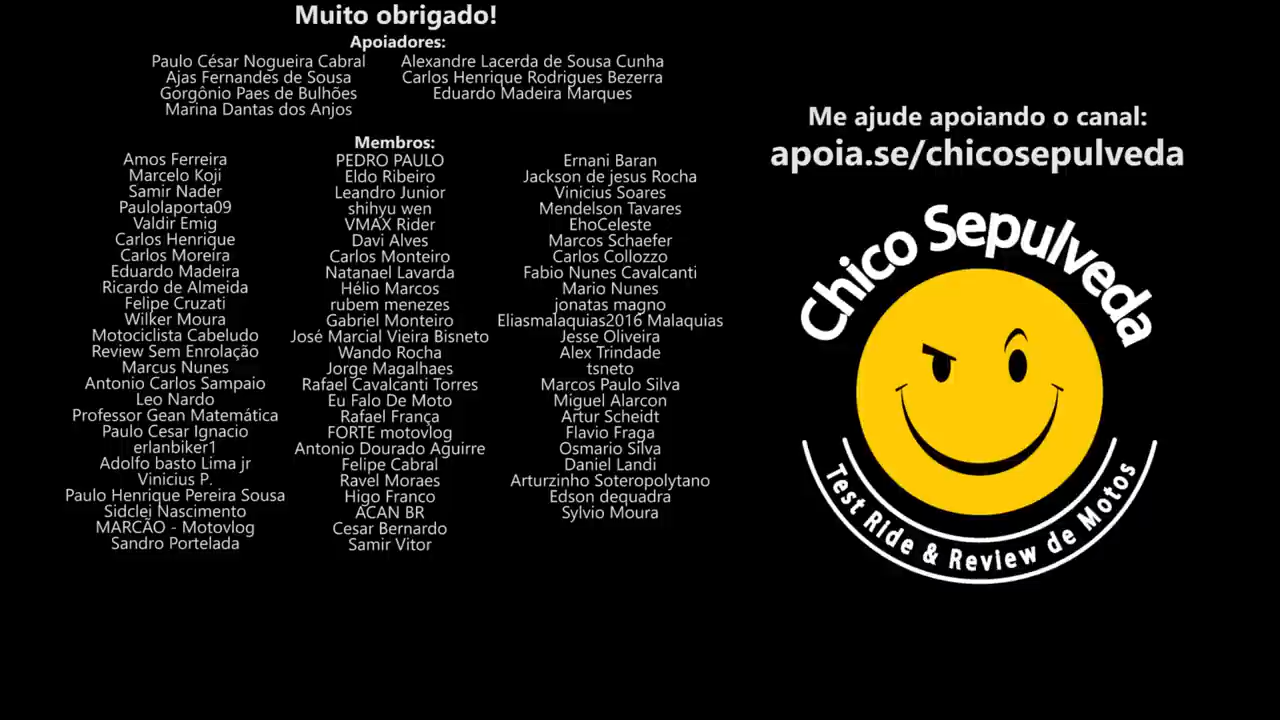 Muito obrigado!
Apoiadores:
Paulo César Nogueira Cabral
Ajas Fernandes de Sousa
Gorgônio Paes de Bulhões
Marina Dantas dos Anjos
Alexandre Lacerda de Sousa Cunha
Carlos Henrique Rodrigues Bezerra
Eduardo Madeira Marques
Membros:
Amos Ferreira
Marcelo Koji
Samir Nader
Paulolaporta09
Valdir Emig
Carlos Henrique
Carlos Moreira
Eduardo Madeira
Ricardo de Almeida
Felipe Cruzati
Wilker Moura
Motociclista Cabeludo
Review Sem Enrolação
Marcus Nunes
Antonio Carlos Sampaio
Leo Nardo
Professor Gean Matemática
Paulo Cesar Ignacio
erlanbiker1
Adolfo basto Lima jr
Vinicius P.
Paulo Henrique Pereira Sousa
Sidclei Nascimento
MARCÃO - Motovlog
Sandro Portelada
PEDRO PAULO
Eldo Ribeiro
Leandro Junior
shihyu wen
VMAX Rider
Davi Alves
Carlos Monteiro
Natanael Lavarda
Hélio Marcos
rubem menezes
Gabriel Monteiro
José Marcial Vieira Bisneto
Wando Rocha
Jorge Magalhaes
Rafael Cavalcanti Torres
Eu Falo De Moto
Rafael França
FORTE motovlog
Antonio Dourado Aguirre
Felipe Cabral
Ravel Moraes
Higo Franco
ACAN BR
Cesar Bernardo
Samir Vitor
Ernani Baran
Jackson de jesus Rocha
Vinicius Soares
Mendelson Tavares
EhoCeleste
Marcos Schaefer
Carlos Collozzo
Fabio Nunes Cavalcanti
Mario Nunes
jonatas magno
Eliasmalaquias2016 Malaquias
Jesse Oliveira
Alex Trindade
tsneto
Marcos Paulo Silva
Miguel Alarcon
Artur Scheidt
Flavio Fraga
Osmario Silva
Daniel Landi
Arturzinho Soteropolytano
Edson dequadra
Sylvio Moura
Me ajude apoiando o canal:
apoia.se/chicosepulveda
Chico Sepulveda
Test Ride & Review de Motos